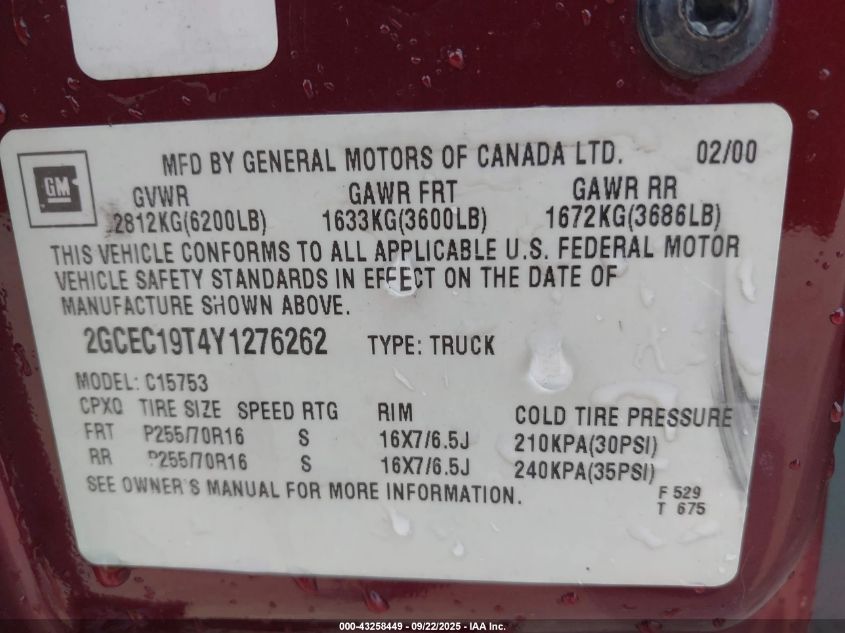 MFD BY GENERAL MOTORS OF CANADA LTD. 02/00
GM
GVWR GAWR FRT GAWR RR
2812KG(6200LB) 1633KG(3600LB) 1672KG(3686LB)
THIS VEHICLE CONFORMS TO ALL APPLICABLE U.S. FEDERAL MOTOR
VEHICLE SAFETY STANDARDS IN EFFECT ON THE DATE OF
MANUFACTURE SHOWN ABOVE.
2GCEC19T4Y1276262 TYPE: TRUCK
MODEL: C15753
CPXQ TIRE SIZE SPEED RTG RIM COLD TIRE PRESSURE
FRT P255/70R16 S 16X7/6.5J 210KPA(30PSI)
RR P255/70R16 S 16X7/6.5J 240KPA(35PSI)
SEE OWNER'S MANUAL FOR MORE INFORMATION.
F 529
T 675
000-43258449 - 09/22/2025 - IAA Inc.